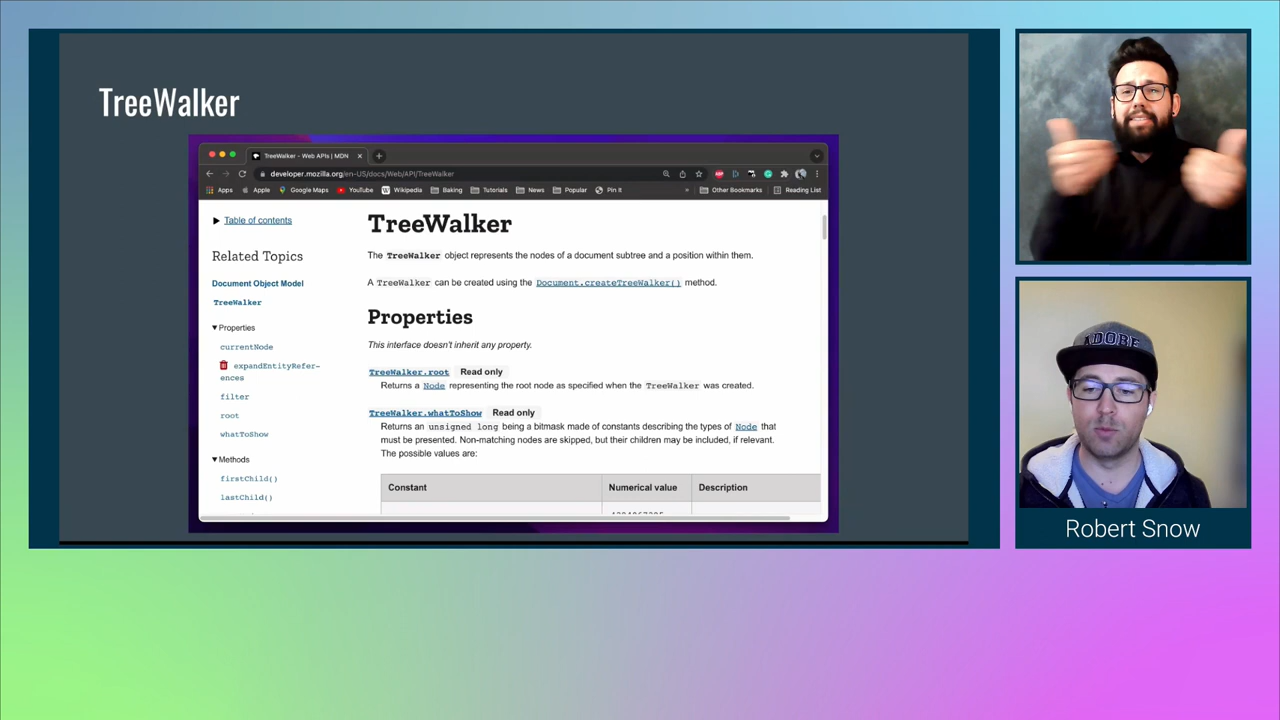 TreeWalker
TreeWalker - Web APIs | MDN
developer.mozilla.org/en-US/docs/Web/API/TreeWalker
Apps Apple Google Maps YouTube Wikipedia Baking Tutorials News Popular Pin It » Other Bookmarks Reading List
Table of contents
Related Topics
Document Object Model
TreeWalker
Properties
currentNode
expandEntityRefer-
ences
filter
root
whatToShow
Methods
firstChild()
lastChild()
TreeWalker
The TreeWalker object represents the nodes of a document subtree and a position within them.
A TreeWalker can be created using the Document.createTreeWalker() method.
Properties
This interface doesn't inherit any property.
TreeWalker.root Read only
Returns a Node representing the root node as specified when the TreeWalker was created.
TreeWalker.whatToShow Read only
Returns an unsigned long being a bitmask made of constants describing the types of Node that
must be presented. Non-matching nodes are skipped, but their children may be included, if relevant.
The possible values are:
Constant Numerical value Description
ADORE
Robert Snow